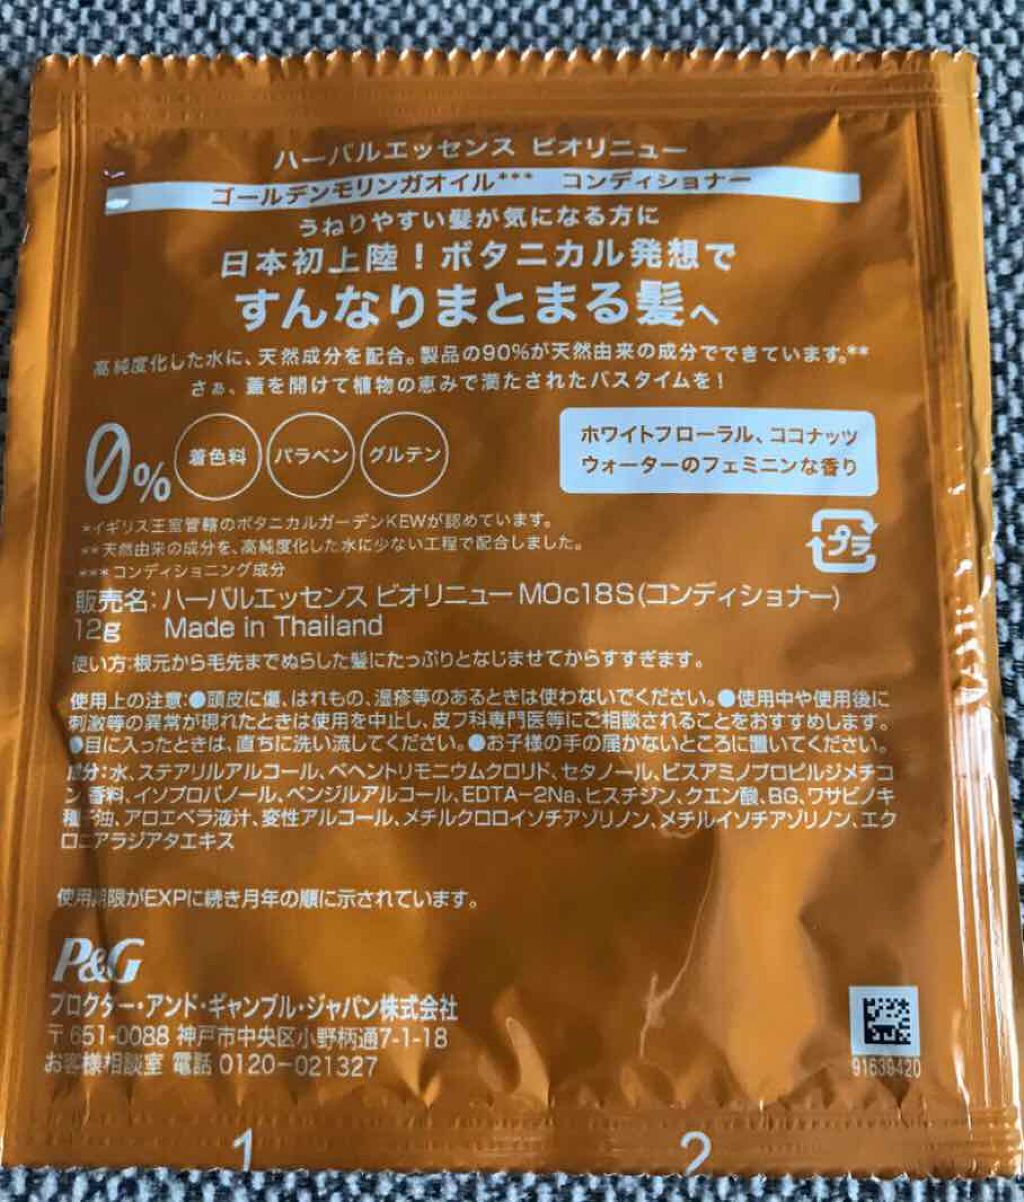 ハーバルエッセンス ビオリニュー
ゴールデンモリンガオイル*** コンディショナー
うねりやすい髪が気になる方に
日本初上陸！ボタニカル発想で
すんなりまとまる髪へ
高純度化した水に、天然成分を配合。製品の90%が天然由来の成分でできています。**
さぁ、蓋を開けて植物の恵みで満たされたバスタイムを！
0% 着色料 パラベン グルテン
ホワイトフローラル、ココナッツ
ウォーターのフェミニンな香り
*イギリス王室管轄のボタニカルガーデンKEWが認めています。
**天然由来の成分を、高純度化した水に少ない工程で配合しました。
***コンディショニング成分
プラ
販売名：ハーバルエッセンス ビオリニュー MOc18S(コンディショナー)
12g Made in Thailand
使い方：根元から毛先までぬらした髪にたっぷりとなじませてからすすぎます。
使用上の注意：●頭皮に傷、はれもの、湿疹等のあるときは使わないでください。●使用中や使用後に
刺激等の異常が現れたときは使用を中止し、皮フ科専門医等にご相談されることをおすすめします。
●目に入ったときは、直ちに洗い流してください。●お子様の手の届かないところに置いてください。
成分：水、ステアリルアルコール、ベヘントリモニウムクロリド、セタノール、ビスアミノプロピルジメチコ
ン、香料、イソプロパノール、ベンジルアルコール、EDTA-2Na、ヒスチジン、クエン酸、BG、ワサビノキ
種子油、アロエベラ液汁、変性アルコール、メチルクロロイソチアゾリノン、メチルイソチアゾリノン、エク
ロニアラジアタエキス
使用期限がEXPに続き月年の順に示されています。
P&G
プロクター・アンド・ギャンブル・ジャパン株式会社
〒651-0088 神戸市中央区小野柄通7-1-18
お客様相談室 電話 0120-021327
91638420
1 2